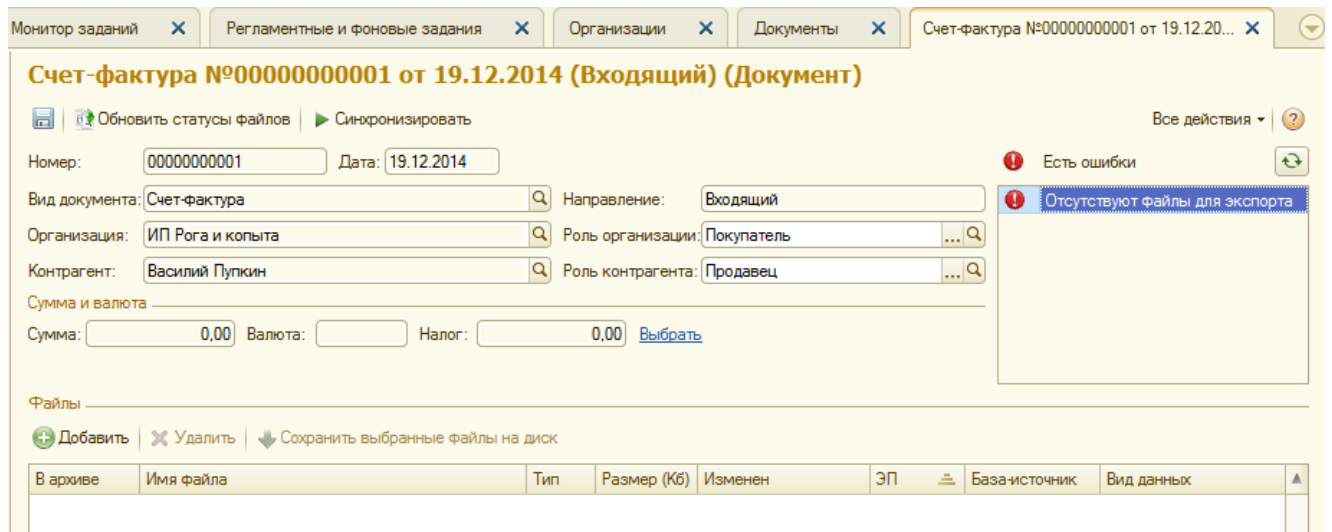 Монитор заданий Регламентные и фоновые задания Организации Документы Счет-фактура №00000000001 от 19.12.20...
Счет-фактура №00000000001 от 19.12.2014 (Входящий) (Документ)
Обновить статусы файлов Синхронизировать Все действия
Номер: 00000000001 Дата: 19.12.2014 Есть ошибки
Вид документа: Счет-фактура Направление: Входящий Отсутствуют файлы для экспорта
Организация: ИП Рога и копыта Роль организации: Покупатель ...
Контрагент: Василий Пупкин Роль контрагента: Продавец ...
Сумма и валюта
Сумма: 0,00 Валюта: Налог: 0,00 Выбрать
Файлы
Добавить Удалить Сохранить выбранные файлы на диск
В архиве Имя файла Тип Размер (Кб) Изменен ЭП База-источник Вид данных